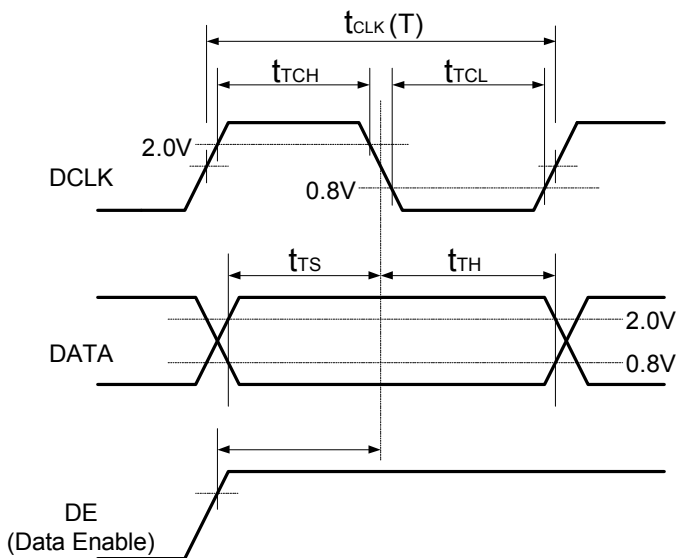 tCLK (T)
tTCH
tTCL
2.0V
DCLK
0.8V
tTS
tTH
2.0V
DATA
0.8V
DE
(Data Enable)